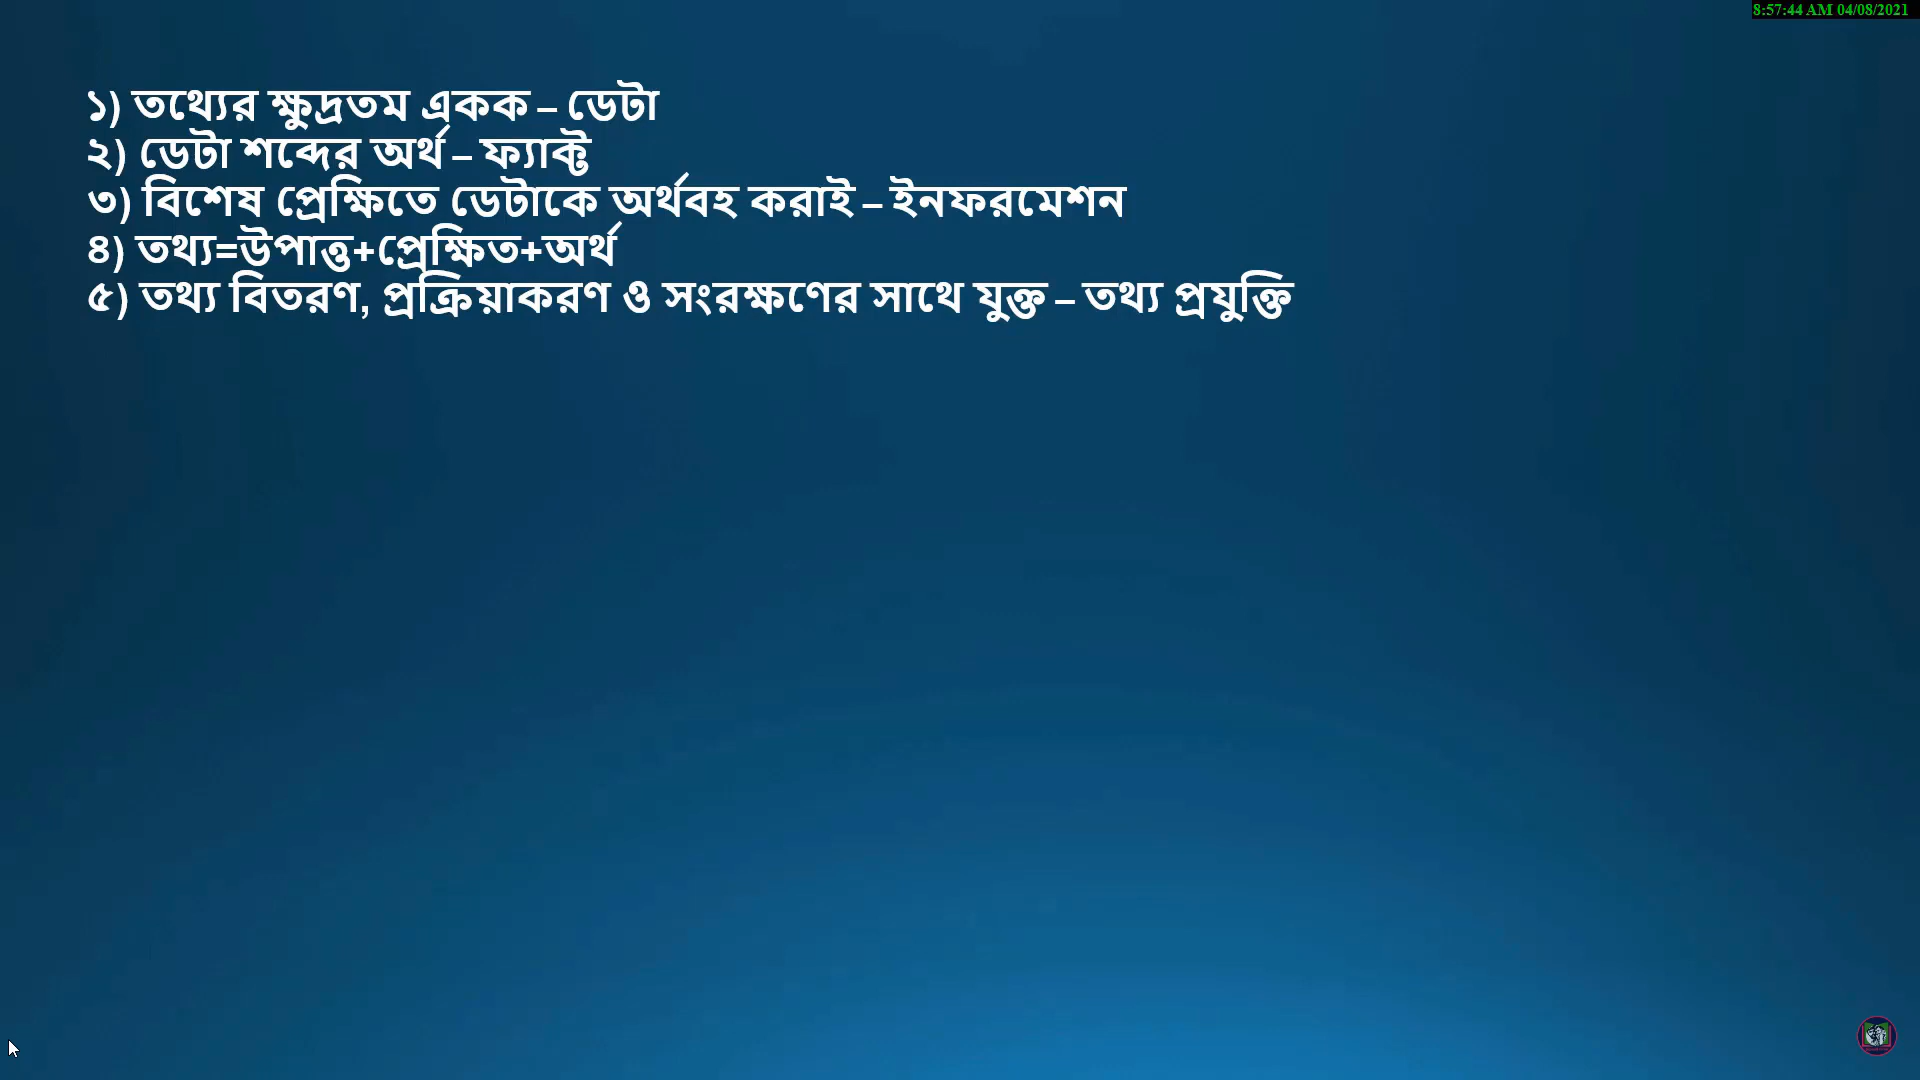 8:57:44 AM 04/08/2021
১) তথ্যের ক্ষুদ্রতম একক – ডেটা
২) ডেটা শব্দের অর্থ – ফ্যাক্ট
৩) বিশেষ প্রেক্ষিতে ডেটাকে অর্থবহ করাই – ইনফরমেশন
৪) তথ্য=উপাত্ত+প্রেক্ষিত+অর্থ
৫) তথ্য বিতরণ, প্রক্রিয়াকরণ ও সংরক্ষণের সাথে যুক্ত – তথ্য প্রযুক্তি